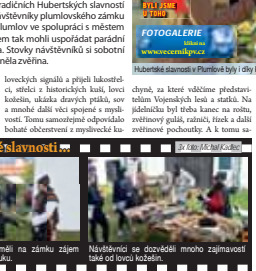 radičních Hubertských slavností
ávštěvníky plumlovského zámku
lumlov ve spolupráci s městem
em tak mohli uspořádat parádní
a. Stovky návštěvníků si sobotní
něla zvěřina.
loveckých signálů a přijeli lukostřel-
ci, střelci z historických kuší, lovci
kožešin, ukázka dravých ptáků, sov
a mnohé další věci spojené s mysli-
vostí. Tomu samozřejmě odpovídalo
bohaté občerstvení z myslivecké ku-
BYLI JSME
U TOHO
FOTOGALERIE
klikni na
www.vecernikpv.cz
Hubertské slavnosti v Plumlově byly i díky
chyně, za které vděčíme představi-
telům Vojenských lesů a statků. Na
jídelníčku byl třeba kanec na roštu,
zvěřinový guláš, ražniči, řízek a další
zvěřinové pochoutky. A k tomu sa-
slavnosti...
3x foto: Michal Kadlec
měli na zámku zájem
uku.
Návštěvníci se dozvěděli mnoho zajímavostí
také od lovců kožešin.